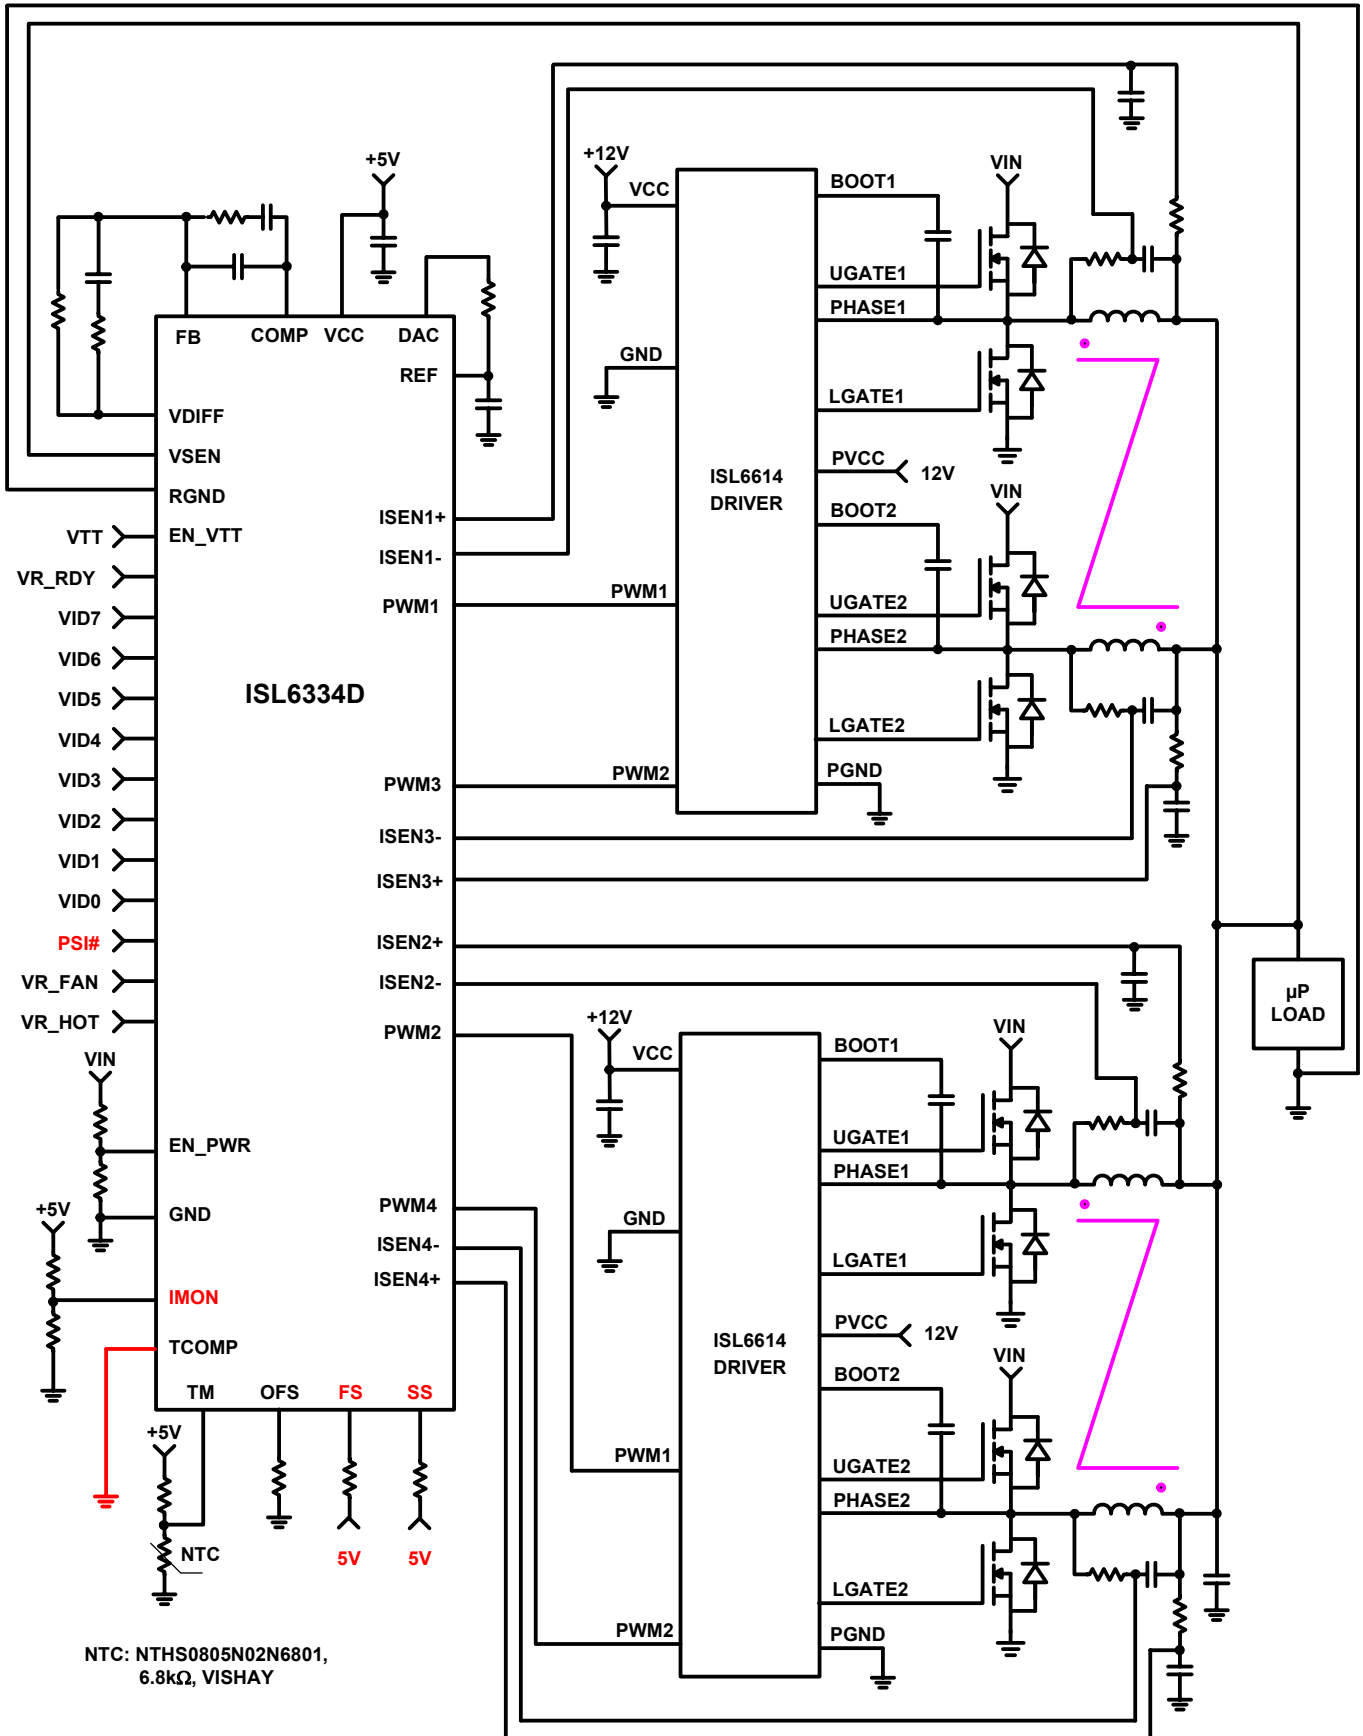 +5V
FB
COMP
VCC
DAC
REF
VDIFF
VSEN
RGND
EN_VTT
VTT
VR_RDY
VID7
VID6
VID5
VID4
VID3
VID2
VID1
VID0
PSI#
VR_FAN
VR_HOT
VIN
EN_PWR
GND
+5V
IMON
TCOMP
TM
OFS
FS
SS
+5V
NTC
5V
5V
NTC: NTHS0805N02N6801,
6.8kΩ, VISHAY
ISL6334D
ISEN1+
ISEN1-
PWM1
PWM3
ISEN3-
ISEN3+
ISEN2+
ISEN2-
PWM2
PWM4
ISEN4-
ISEN4+
+12V
VCC
GND
PWM1
PWM2
ISL6614
DRIVER
BOOT1
UGATE1
PHASE1
LGATE1
PVCC
12V
BOOT2
UGATE2
PHASE2
LGATE2
PGND
VIN
VIN
+12V
VCC
GND
PWM1
PWM2
ISL6614
DRIVER
BOOT1
UGATE1
PHASE1
LGATE1
PVCC
12V
BOOT2
UGATE2
PHASE2
LGATE2
PGND
VIN
VIN
µP
LOAD